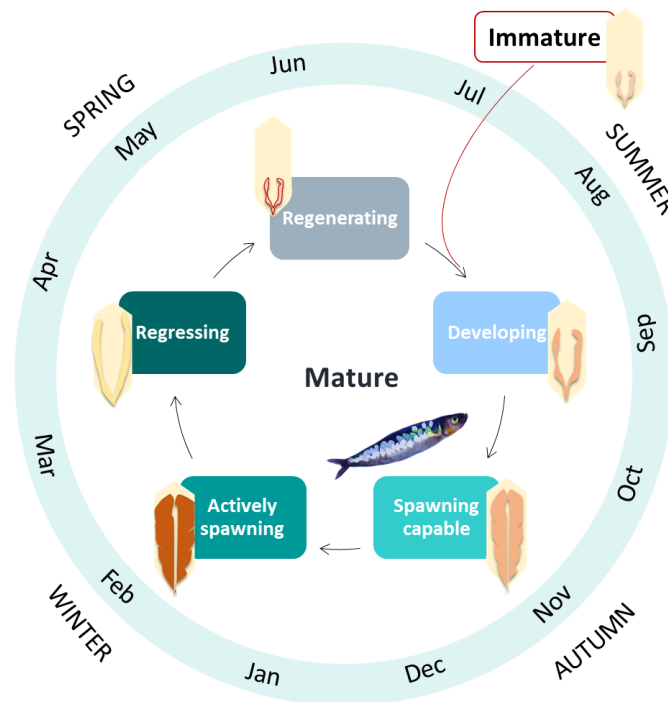 Immature
Jun
Jul
SPRING
May
SUMMER
Aug
Regenerating
Apr
Sep
Regressing
Developing
Mature
Mar
Oct
Actively
spawning
Spawning
capable
Feb
Nov
WINTER
AUTUMN
Jan
Dec